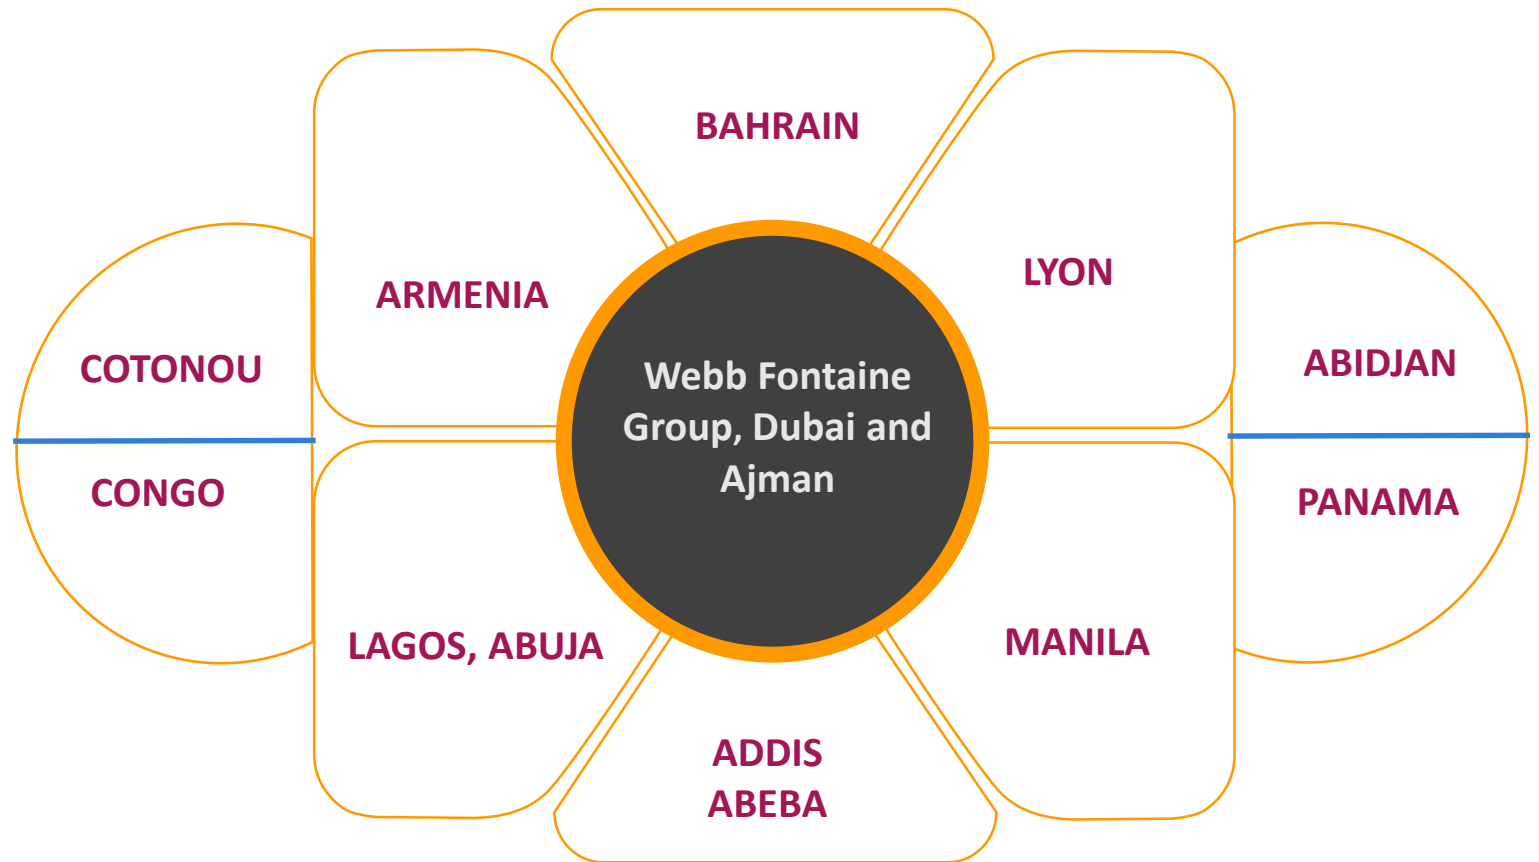 BAHRAIN
ARMENIA
LYON
COTONOU
CONGO
Webb Fontaine
Group, Dubai and
Ajman
ABIDJAN
PANAMA
LAGOS, ABUJA
MANILA
ADDIS
ABEBA